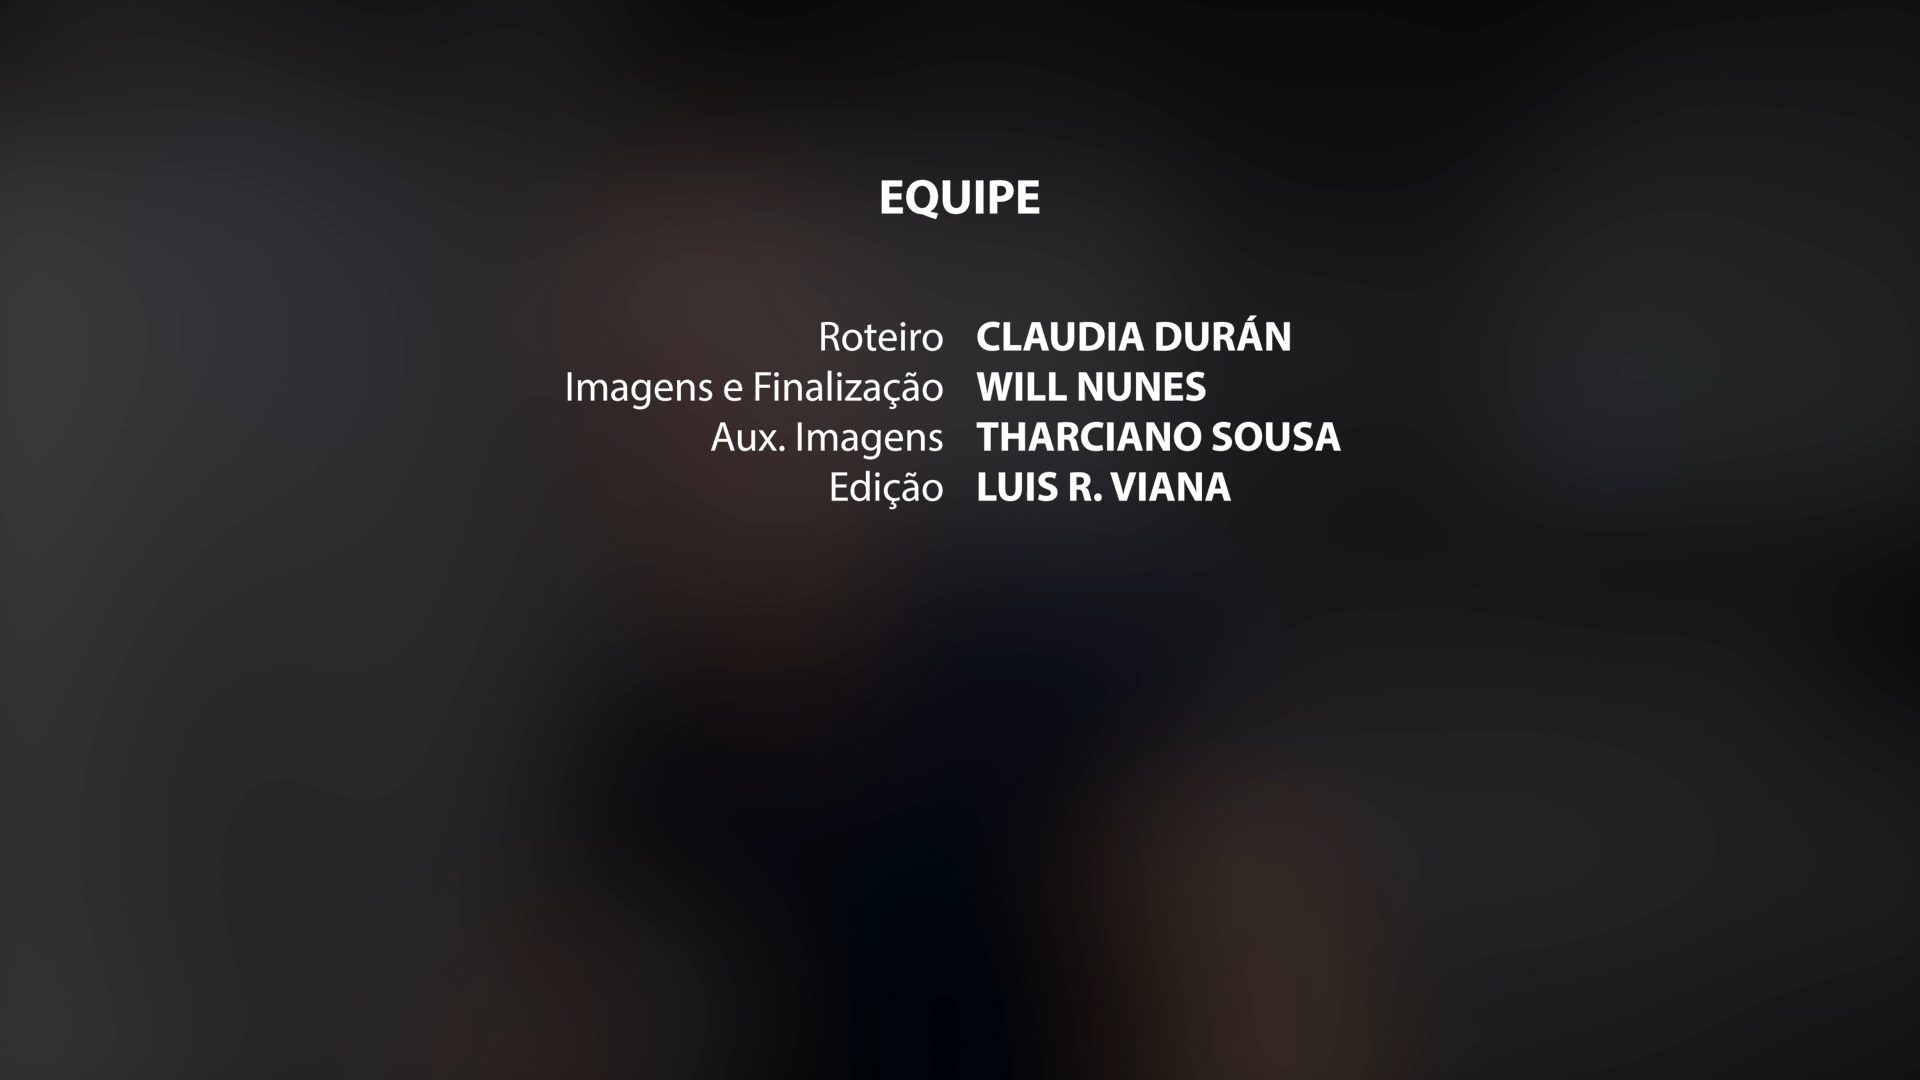 EQUIPE
Roteiro CLAUDIA DURÁN
Imagens e Finalização WILL NUNES
Aux. Imagens THARCIANO SOUSA
Edição LUIS R. VIANA